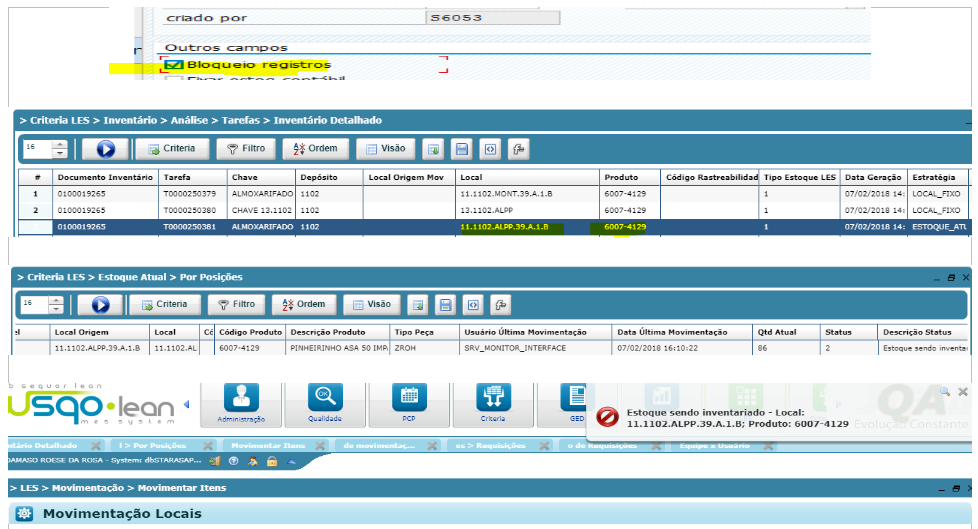 criado por S6053
Outros campos
Bloqueio registros
> Criteria LES > Inventário > Análise > Tarefas > Inventário Detalhado
16 Criteria Filtro Ordem Visão
# Documento Inventário Tarefa Chave Depósito Local Origem Mov Local Produto Código Rastreabilidad Tipo Estoque LES Data Geração Estratègia
1 0100019265 T0000250379 ALMOXARIFADO 1102 11.1102.MONT.39.A.1.B 6007-4129 1 07/02/2018 14: LOCAL_FIXO
2 0100019265 T0000250380 CHAVE 13.1102 1102 13.1102.ALPP 6007-4129 1 07/02/2018 14: LOCAL_FIXO
0100019265 T0000250381 ALMOXARIFADO 1102 11.1102.ALPP.39.A.1.B 6007-4129 1 07/02/2018 14: ESTOQUE_ATU
> Criteria LES > Estoque Atual > Por Posições
16 Criteria Filtro Ordem Visão
el Local Origem Local Có Código Produto Descrição Produto Tipo Peça Usuário Última Movimentação Data Última Movimentação Qtd Atual Status Descrição Status
11.1102.ALPP.39.A.1.B 11.1102.AL 6007-4129 PINHEIRINHO ASA 50 IMP. ZROH SRV_MONITOR_INTERFACE 07/02/2018 16:10:22 86 2 Estoque sendo inventa
sequor lean
usqo•lean
mes system
Administração Qualidade PCP Criteria GED
QA
Evolução Constante
Estoque sendo inventariado - Local:
11.1102.ALPP.39.A.1.B; Produto: 6007-4129
ntário Detalhado l > Por Posições Movimentar Itens de movimentaç... es > Requisições o de Requisições Equipe x Usuário
DAMASO ROESE DA ROSA - System: dbSTARASAP...
> LES > Movimentação > Movimentar Itens
Movimentação Locais